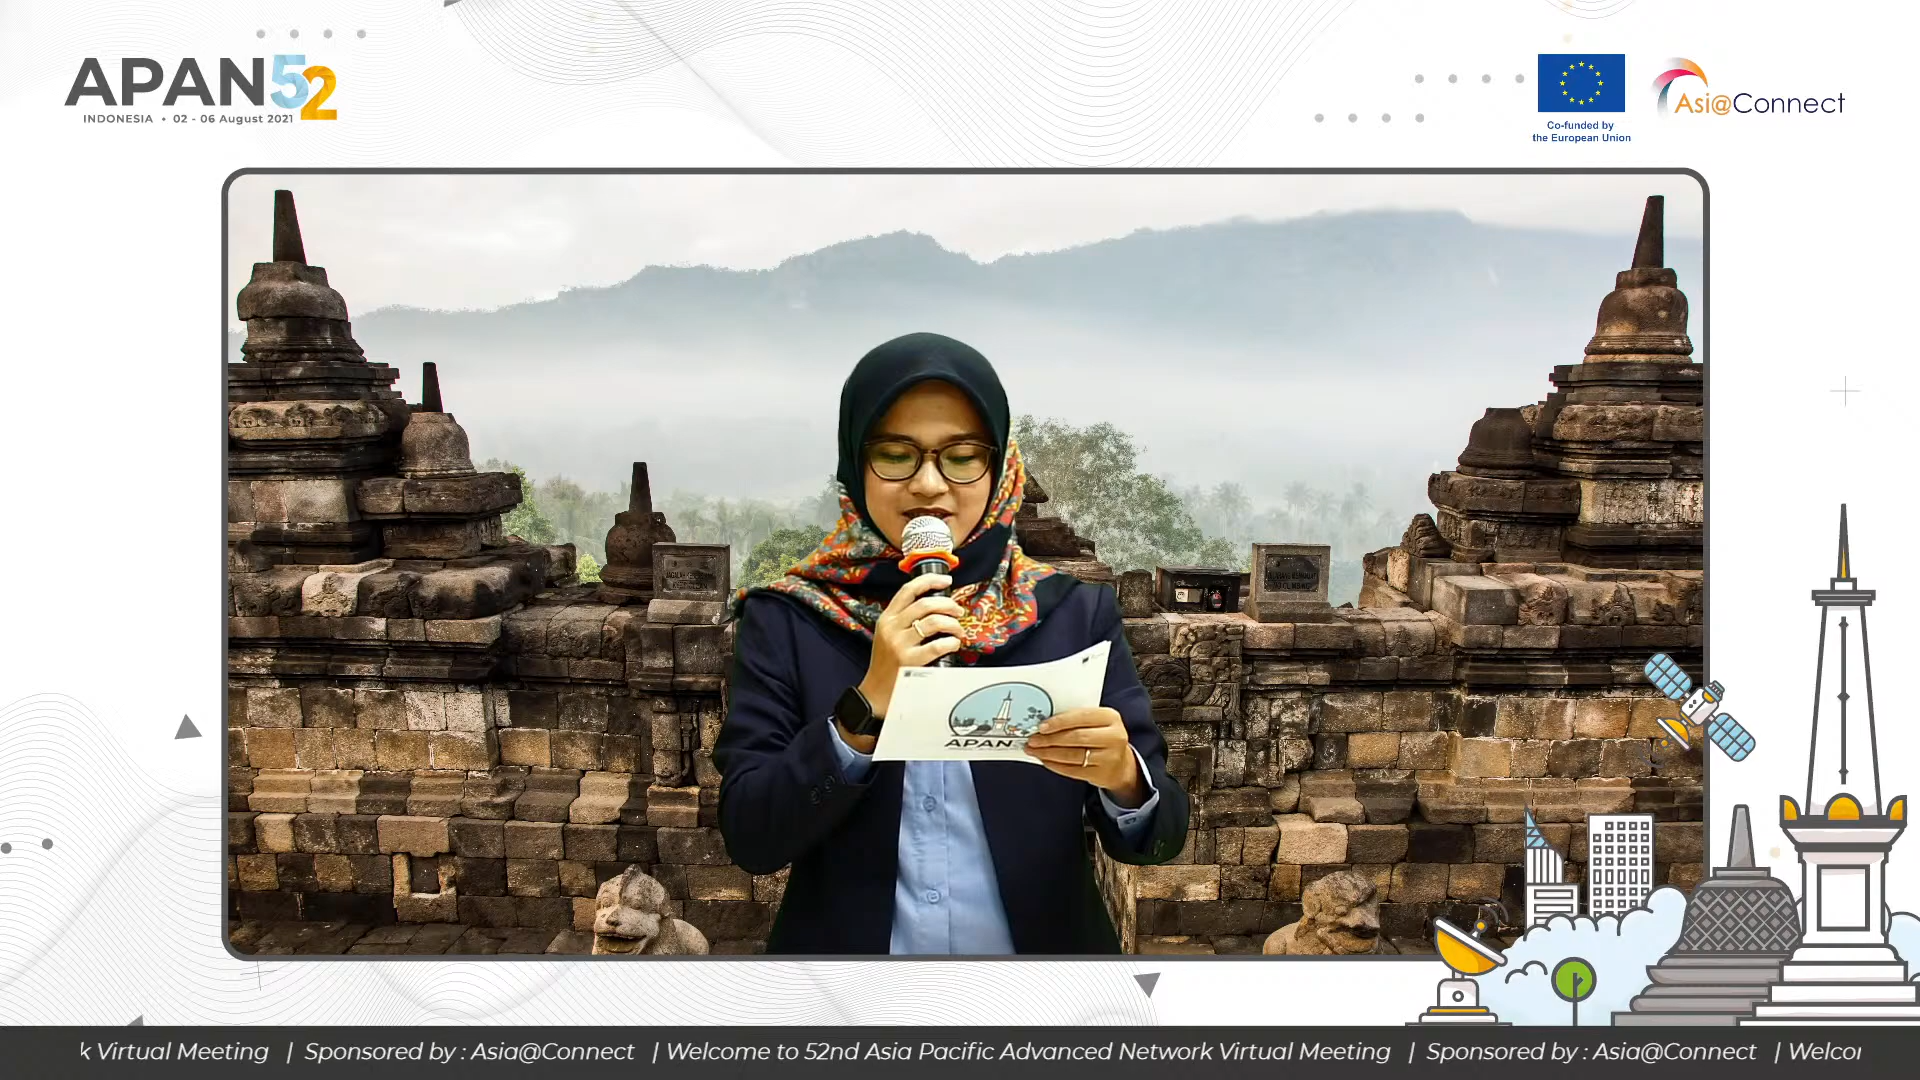 APAN52
INDONESIA • 02 - 06 August 2021
Co-funded by
the European Union
Asi@Connect
APAN
k Virtual Meeting | Sponsored by : Asia@Connect | Welcome to 52nd Asia Pacific Advanced Network Virtual Meeting | Sponsored by : Asia@Connect | Welcor